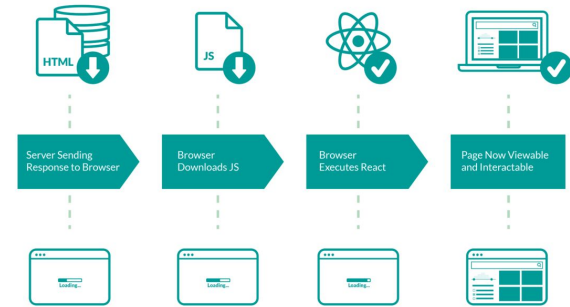 HTML
JS
Server Sending
Response to Browser
Browser
Downloads JS
Browser
Executes React
Page Now Viewable
and Interactable
Loading...
Loading...
Loading...